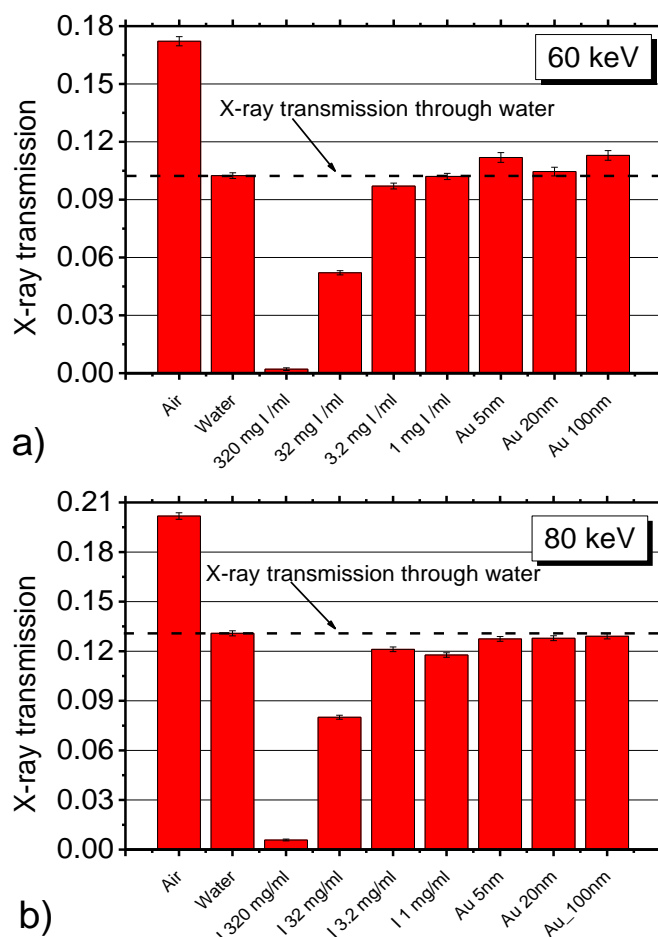 0.18
0.15
0.12
0.09
0.06
0.03
0.00
X-ray transmission
60 keV
X-ray transmission through water
Air
Water
320 mg I /ml
32 mg I /ml
3.2 mg I /ml
1 mg I /ml
Au 5nm
Au 20nm
Au 100nm
a)
0.21
0.18
0.15
0.12
0.09
0.06
0.03
0.00
X-ray transmission
80 keV
X-ray transmission through water
Air
Water
I 320 mg/ml
I 32 mg/ml
I 3.2 mg/ml
I 1 mg/ml
Au 5nm
Au 20nm
Au_100nm
b)